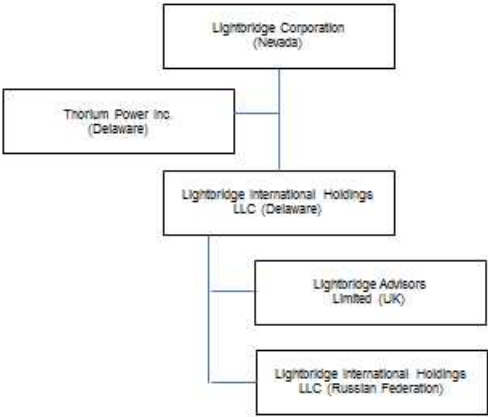 Lightbridge Corporation
(Nevada)
Thorium Power Inc.
(Delaware)
Lightbridge International Holdings
LLC (Delaware)
Lightbridge Advisors
Limited (UK)
Lightbridge International Holdings
LLC (Russian Federation)